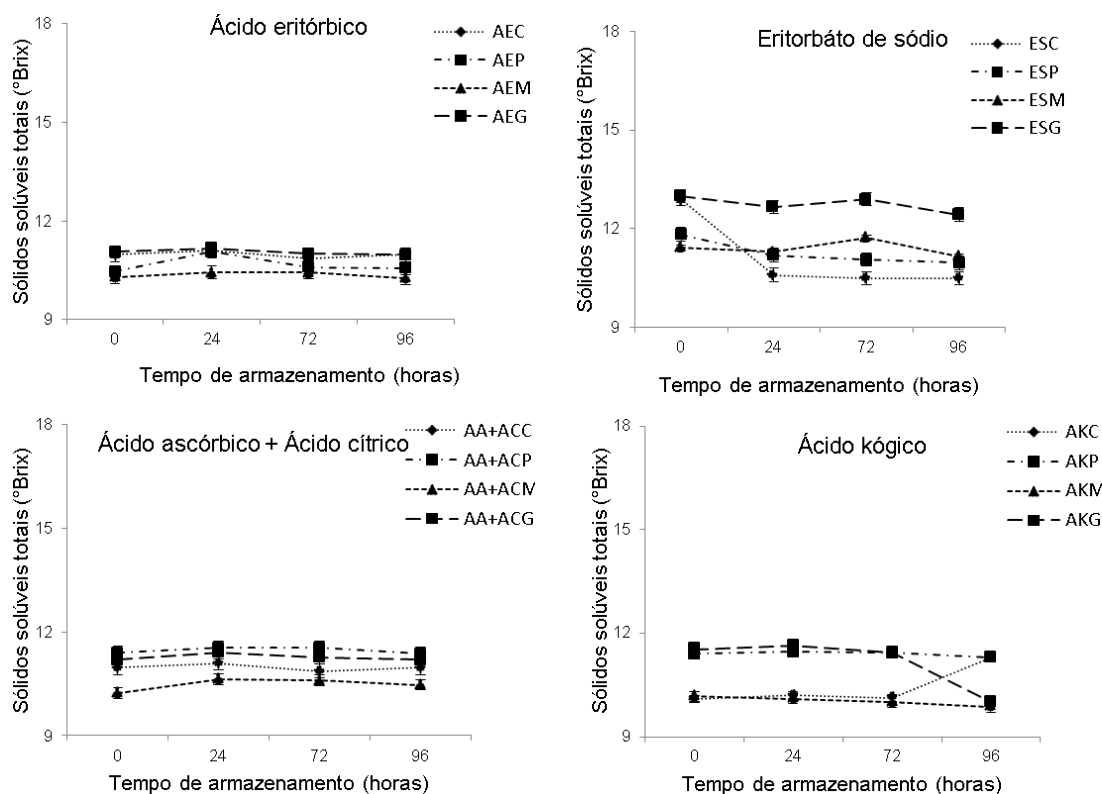 Ácido eritórbico
AEC
AEP
AEM
AEG
Sólidos solúveis totais (°Brix)
18
15
12
9
0
24
72
96
Tempo de armazenamento (horas)
Eritorbáto de sódio
ESC
ESP
ESM
ESG
Sólidos solúveis totais (°Brix)
18
15
12
9
0
24
72
96
Tempo de armazenamento (horas)
Ácido ascórbico + Ácido cítrico
AA+ACC
AA+ACP
AA+ACM
AA+ACG
Sólidos solúveis totais (°Brix)
18
15
12
9
0
24
72
96
Tempo de armazenamento (horas)
Ácido kógico
AKC
AKP
AKM
AKG
Sólidos solúveis totais (°Brix)
18
15
12
9
0
24
72
96
Tempo de armazenamento (horas)